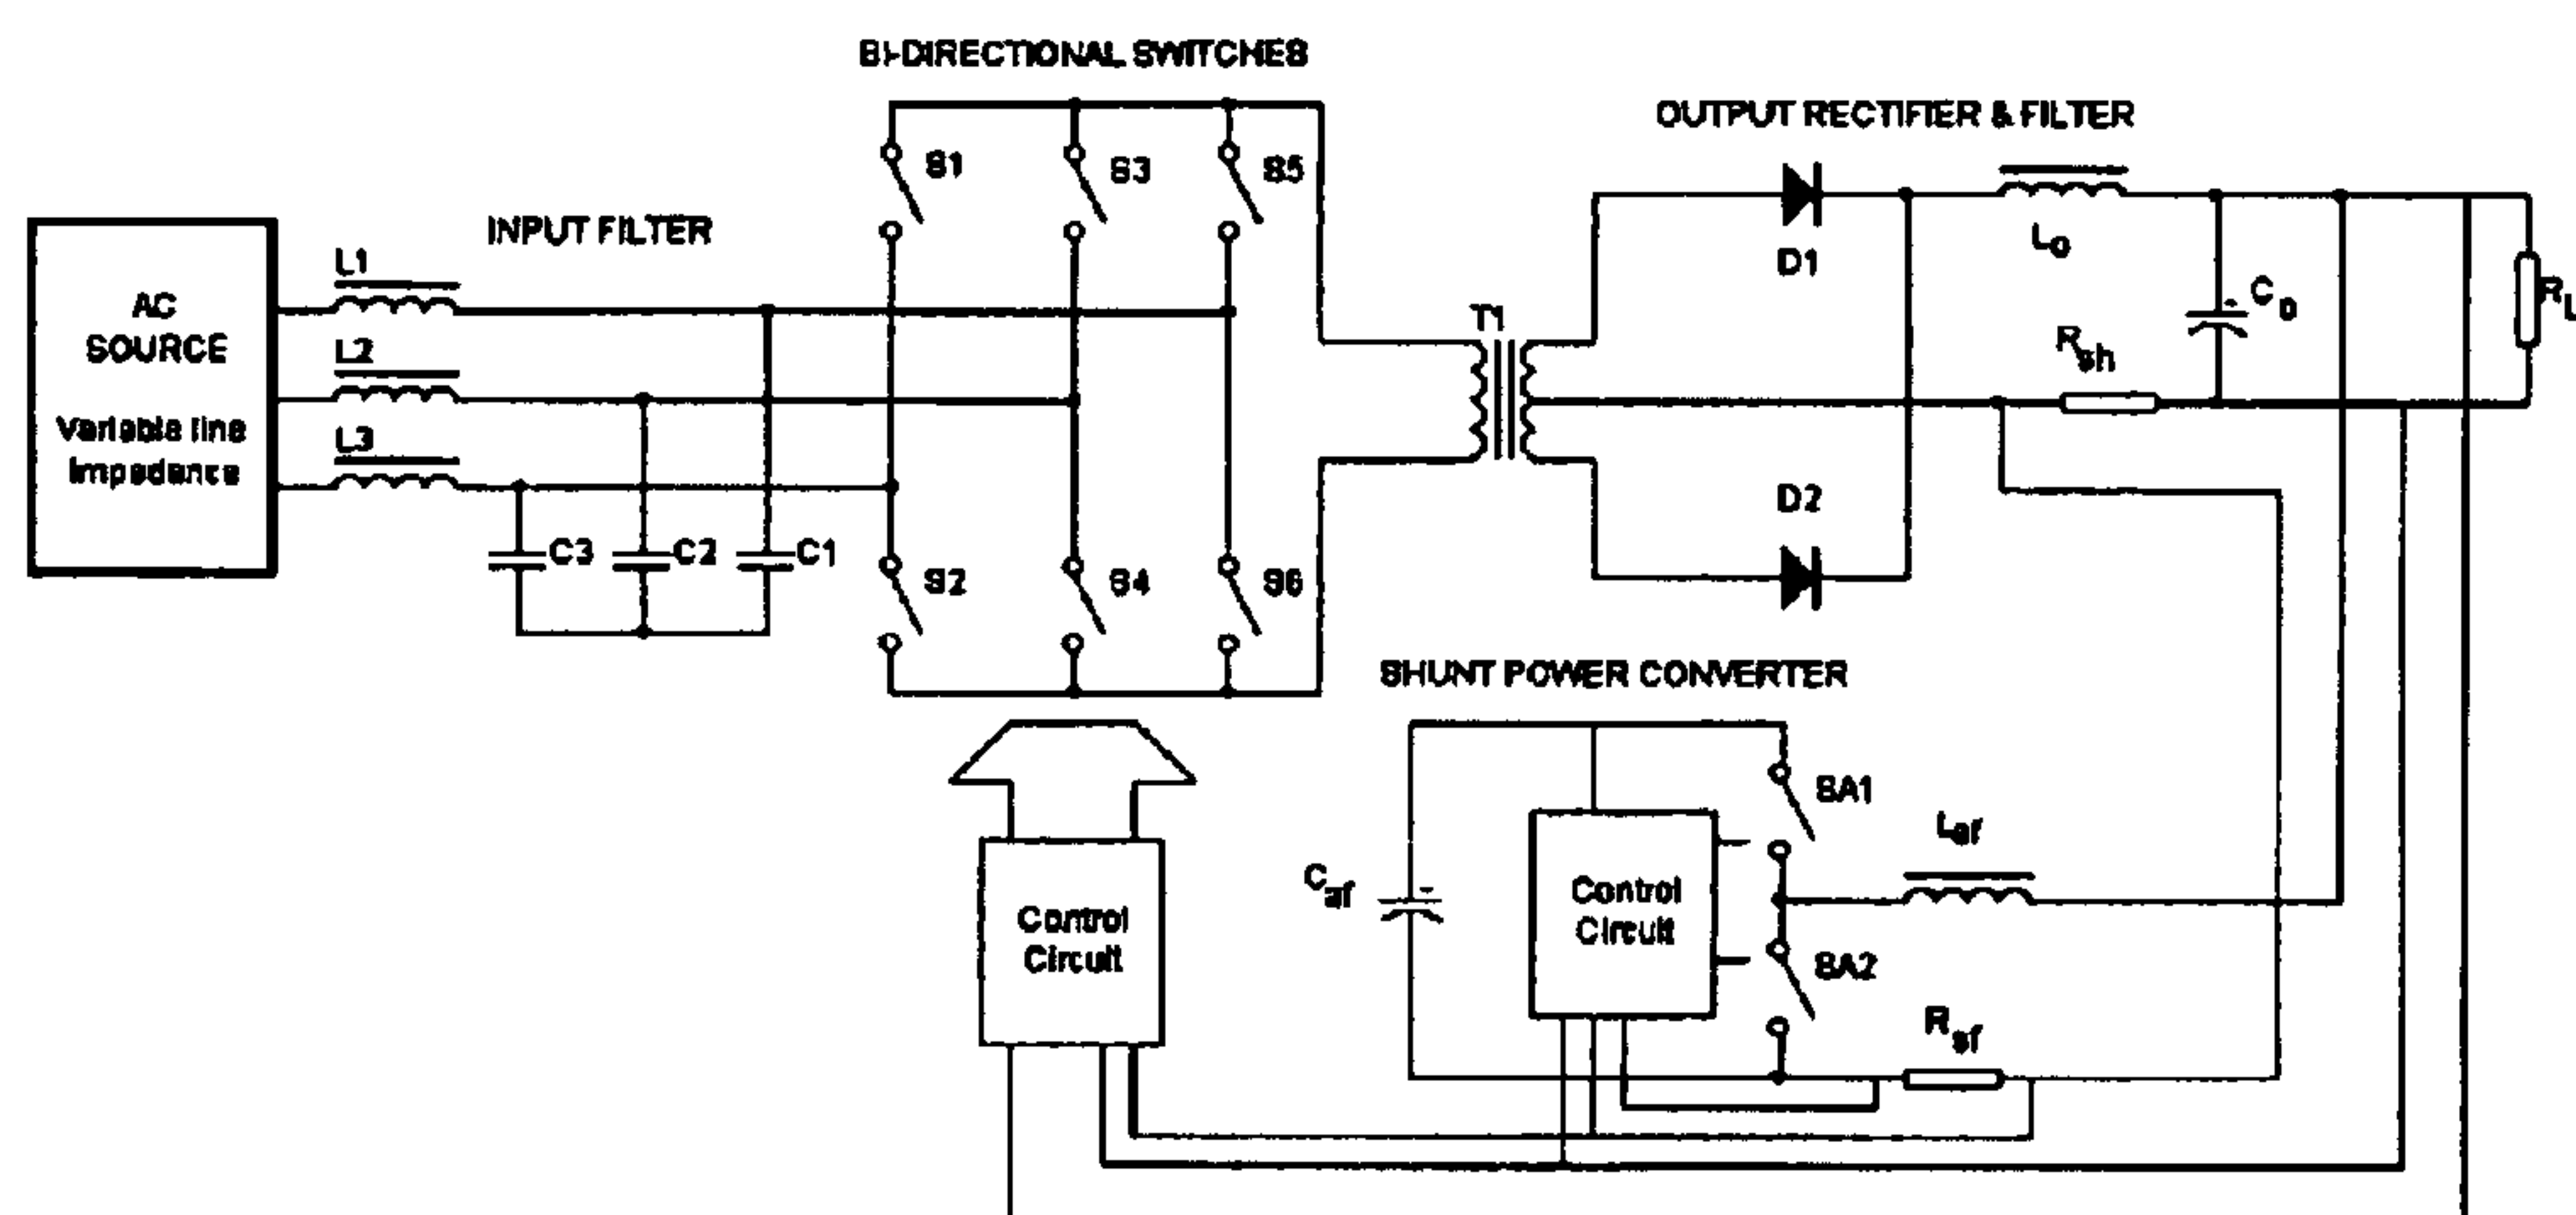 BI-DIRECTIONAL SWITCHES
OUTPUT RECTIFIER & FILTER
INPUT FILTER
S1
S3
S5
D1
Lo
Co
RL
L1
L2
L3
AC
SOURCE
Variable line
Impedance
T1
Rsh
C3
C2
C1
S2
S4
S6
D2
SHUNT POWER CONVERTER
SA1
SA2
Caf
Control
Circuit
Laf
Control
Circuit
Rsf